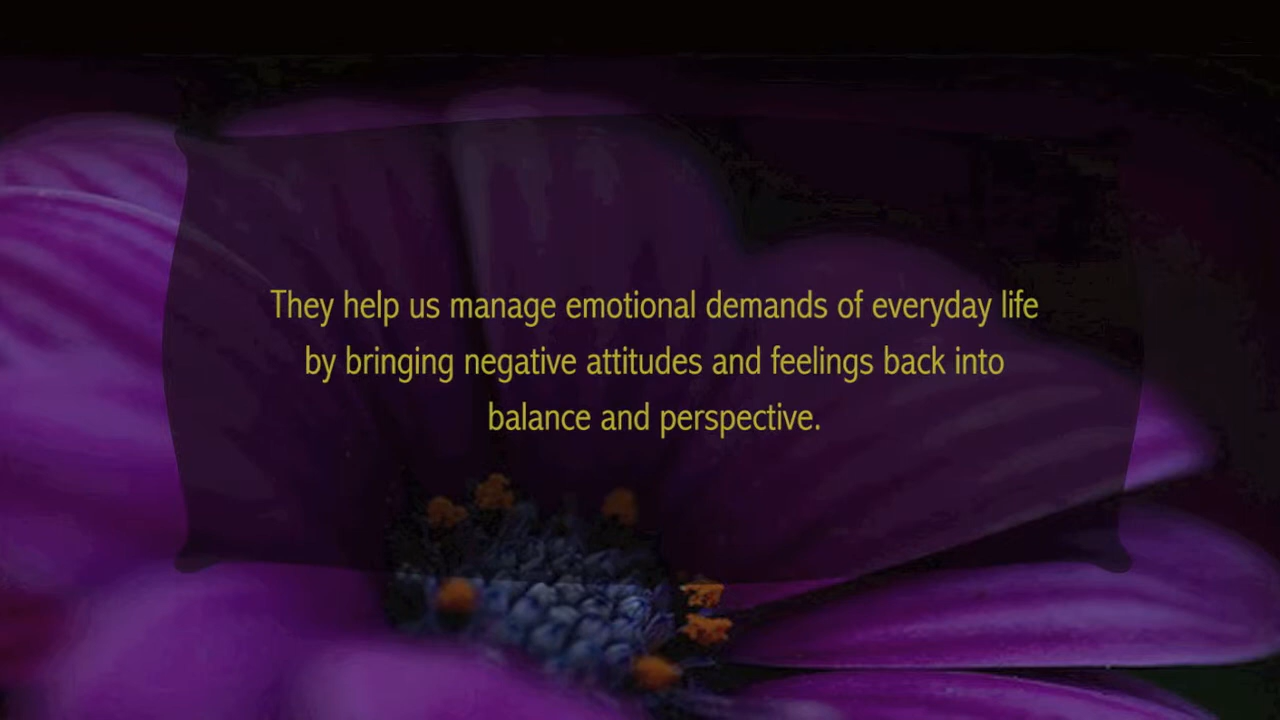 They help us manage emotional demands of everyday life
by bringing negative attitudes and feelings back into
balance and perspective.